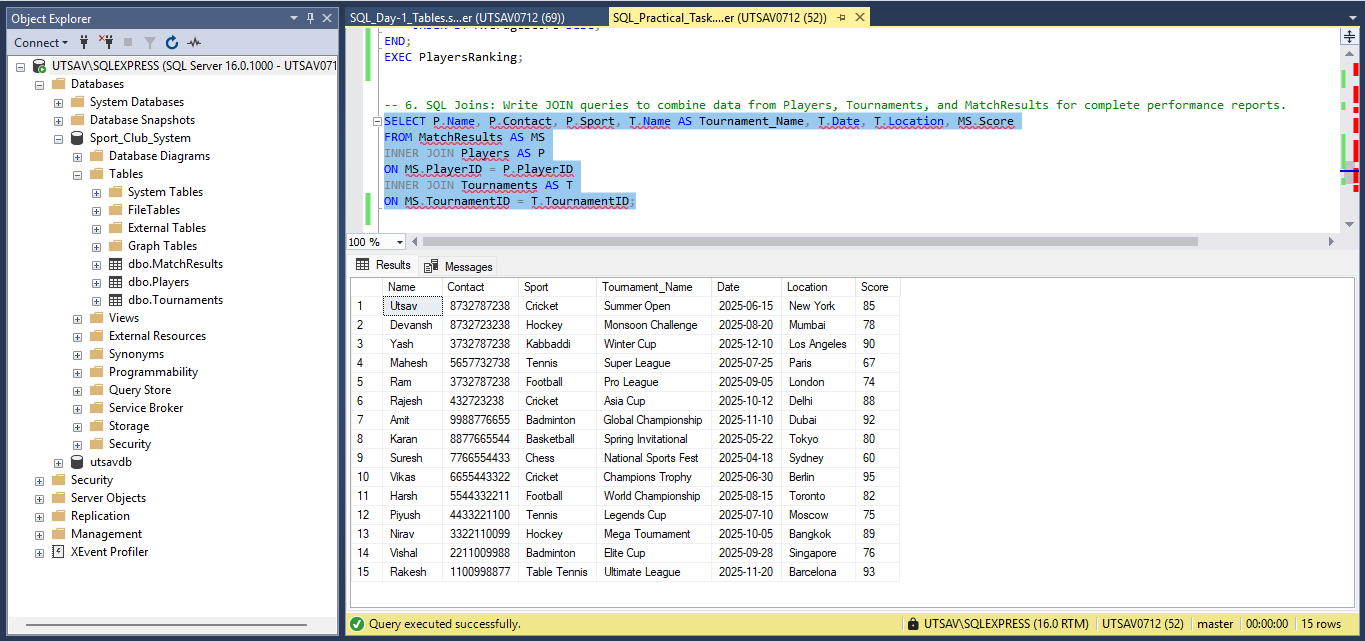 Object Explorer
Connect
UTSAV\SQLEXPRESS (SQL Server 16.0.1000 - UTSAV071
Databases
System Databases
Database Snapshots
Sport_Club_System
Database Diagrams
Tables
System Tables
FileTables
External Tables
Graph Tables
dbo.MatchResults
dbo.Players
dbo.Tournaments
Views
External Resources
Synonyms
Programmability
Query Store
Service Broker
Storage
Security
utsavdb
Security
Server Objects
Replication
Management
XEvent Profiler
SQL_Day-1_Tables.s...er (UTSAV0712 (69))
SQL_Practical_Task....er (UTSAV0712 (52))
END;
EXEC PlayersRanking;
-- 6. SQL Joins: Write JOIN queries to combine data from Players, Tournaments, and MatchResults for complete performance reports.
SELECT P.Name, P.Contact, P.Sport, T.Name AS Tournament_Name, T.Date, T.Location, MS.Score
FROM MatchResults AS MS
INNER JOIN Players AS P
ON MS.PlayerID = P.PlayerID
INNER JOIN Tournaments AS T
ON MS.TournamentID = T.TournamentID;
100 %
Results Messages
Name Contact Sport Tournament_Name Date Location Score
1 Utsav 8732787238 Cricket Summer Open 2025-06-15 New York 85
2 Devansh 8732723238 Hockey Monsoon Challenge 2025-08-20 Mumbai 78
3 Yash 3732787238 Kabbaddi Winter Cup 2025-12-10 Los Angeles 90
4 Mahesh 5657732738 Tennis Super League 2025-07-25 Paris 67
5 Ram 3732787238 Football Pro League 2025-09-05 London 74
6 Rajesh 432723238 Cricket Asia Cup 2025-10-12 Delhi 88
7 Amit 9988776655 Badminton Global Championship 2025-11-10 Dubai 92
8 Karan 8877665544 Basketball Spring Invitational 2025-05-22 Tokyo 80
9 Suresh 7766554433 Chess National Sports Fest 2025-04-18 Sydney 60
10 Vikas 6655443322 Cricket Champions Trophy 2025-06-30 Berlin 95
11 Harsh 5544332211 Football World Championship 2025-08-15 Toronto 82
12 Piyush 4433221100 Tennis Legends Cup 2025-07-10 Moscow 75
13 Nirav 3322110099 Hockey Mega Tournament 2025-10-05 Bangkok 89
14 Vishal 2211009988 Badminton Elite Cup 2025-09-28 Singapore 76
15 Rakesh 1100998877 Table Tennis Ultimate League 2025-11-20 Barcelona 93
Query executed successfully.
UTSAV\SQLEXPRESS (16.0 RTM) UTSAV0712 (52) master 00:00:00 15 rows